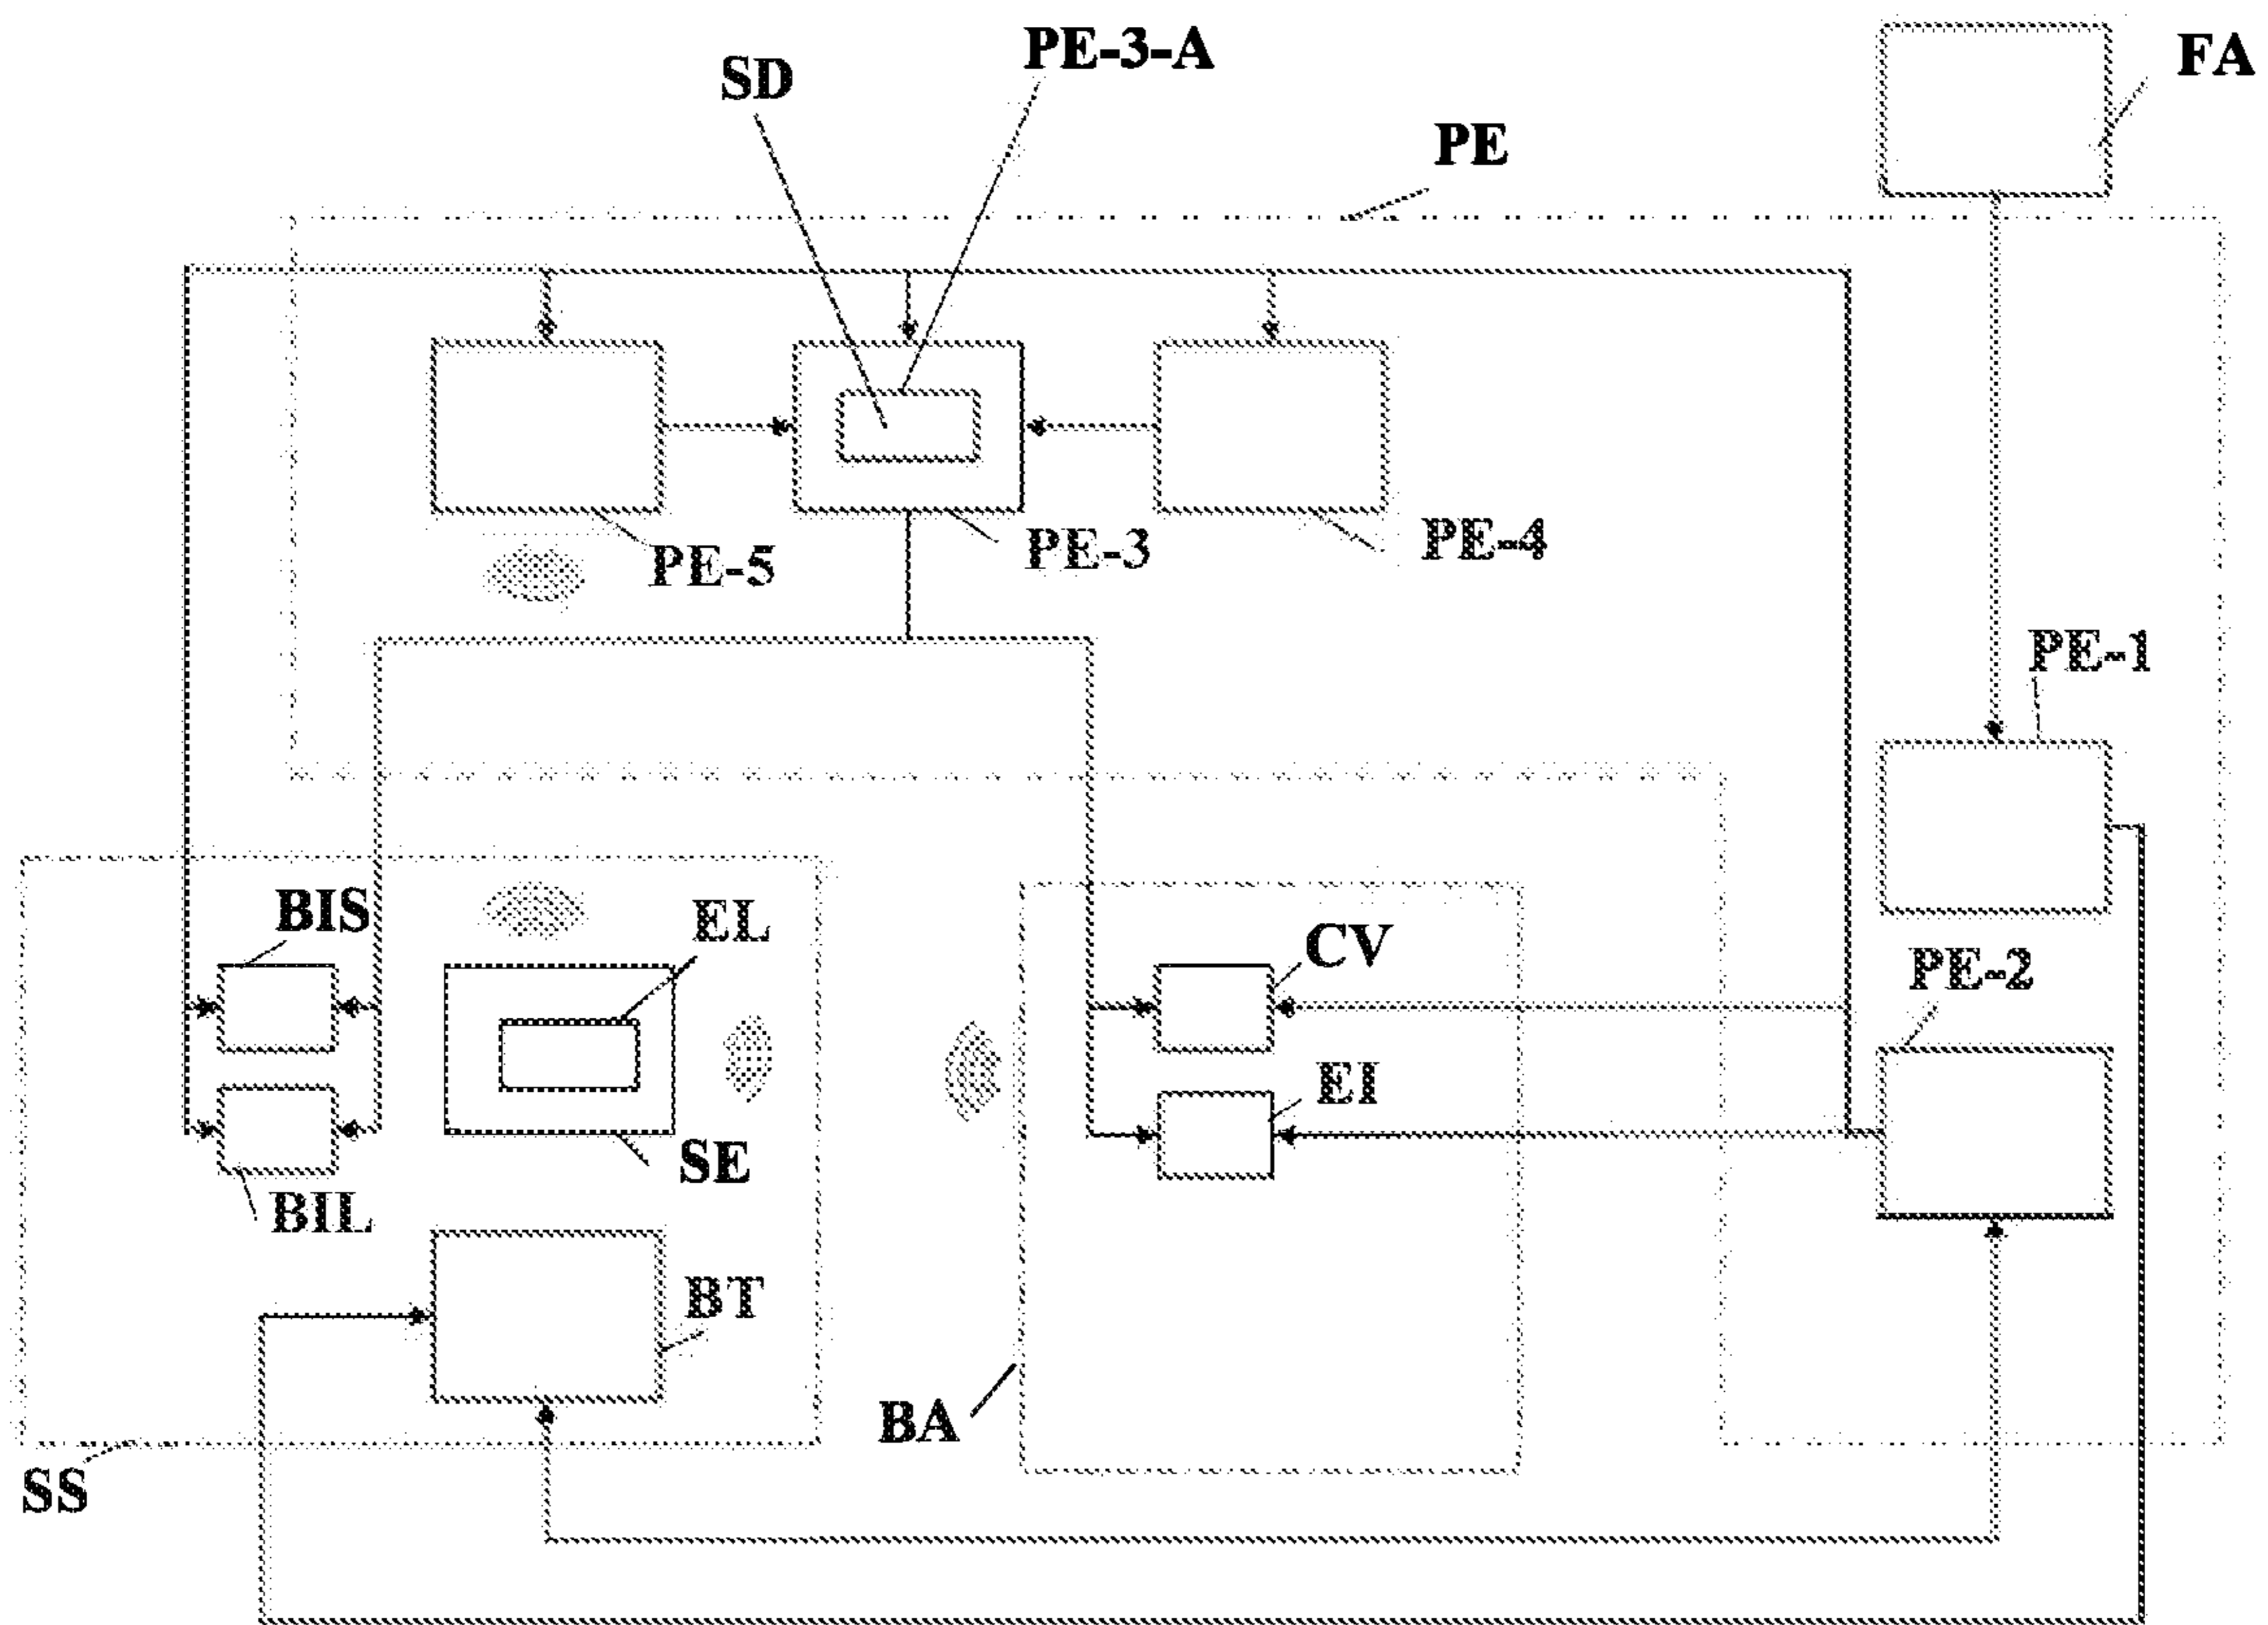 PE-3-A
FA
SD
PE
PE-4
PE-3
PE-5
PE-1
BIS
EL
CV
PE-2
EI
SE
BIL
BT
BA
SS